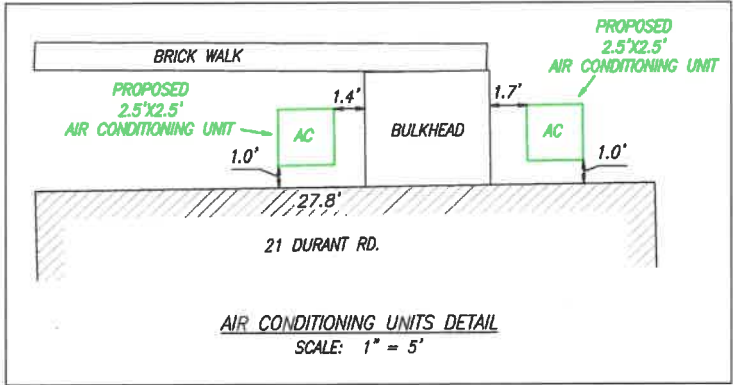 PROPOSED
2.5'X2.5'
AIR CONDITIONING UNIT
BRICK WALK
PROPOSED
2.5'X2.5'
AIR CONDITIONING UNIT
1.4'
1.7'
AC
BULKHEAD
AC
1.0'
1.0'
27.8'
21 DURANT RD.
AIR CONDITIONING UNITS DETAIL
SCALE: 1" = 5'